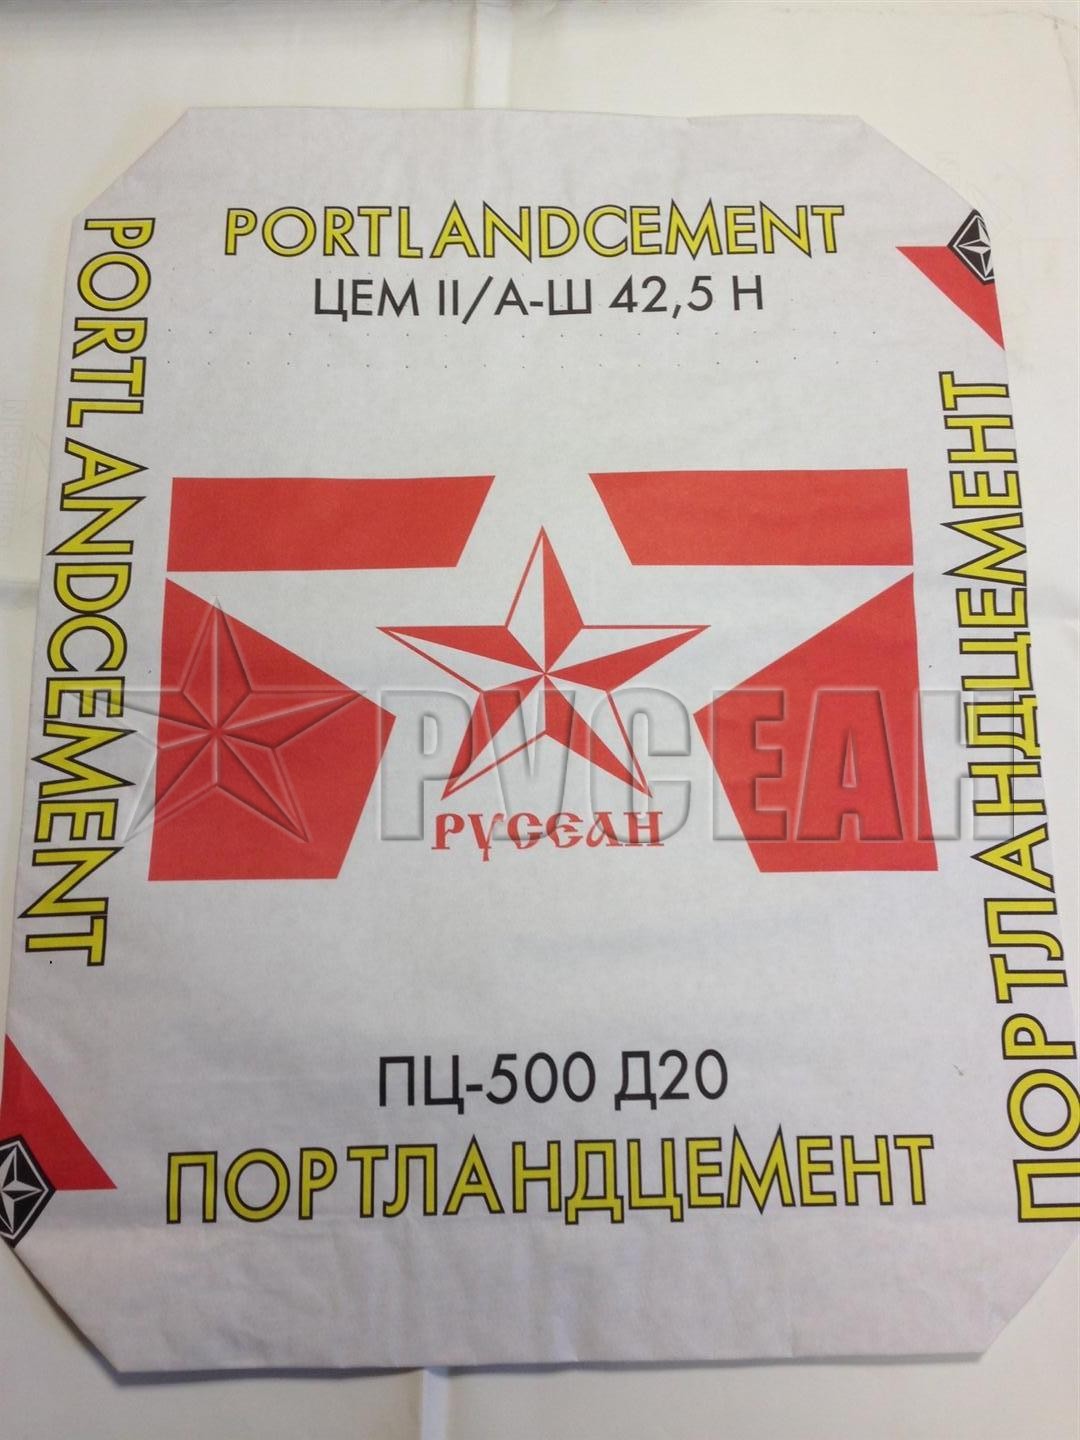 PORTLANDCEMENT
ЦЕМ II/А-Ш 42,5 Н
PORTLANDCEMENT
ПОРТЛАНДЦЕМЕНТ
РУСЕАН
РУСЕАН
ПЦ-500 Д20
ПОРТЛАНДЦЕМЕНТ